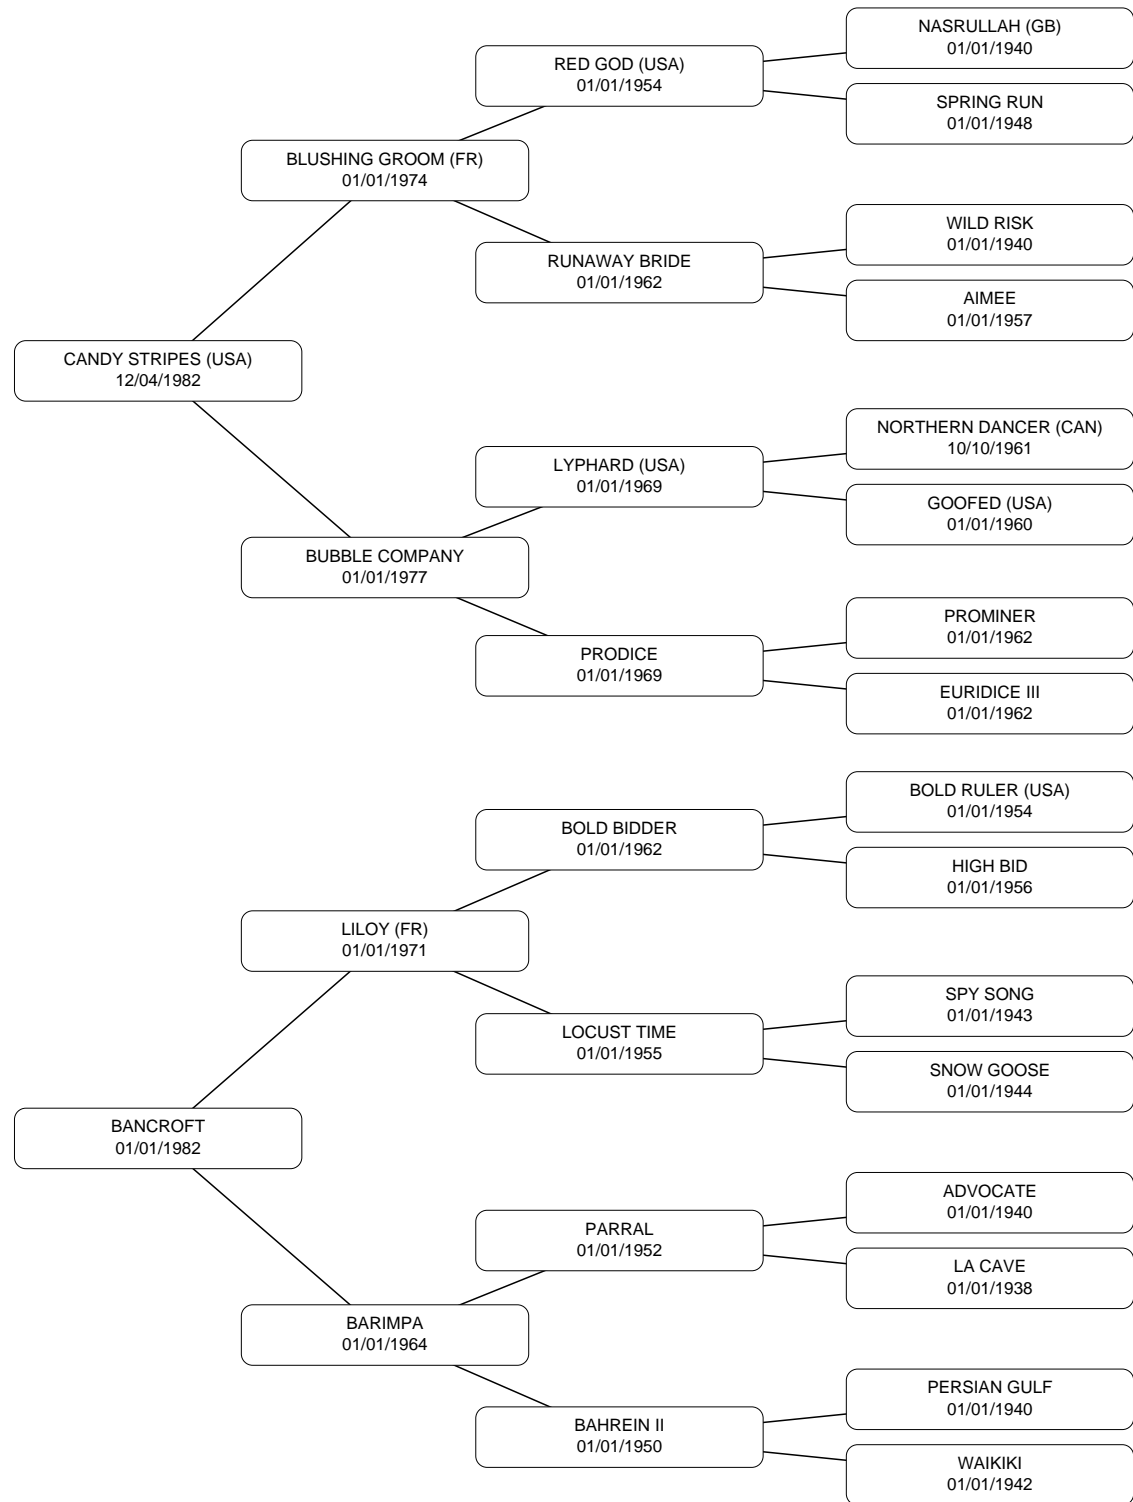 NASRULLAH (GB)
01/01/1940
RED GOD (USA)
01/01/1954
SPRING RUN
01/01/1948
BLUSHING GROOM (FR)
01/01/1974
WILD RISK
01/01/1940
RUNAWAY BRIDE
01/01/1962
AIMEE
01/01/1957
CANDY STRIPES (USA)
12/04/1982
NORTHERN DANCER (CAN)
10/10/1961
LYPHARD (USA)
01/01/1969
GOOFED (USA)
01/01/1960
BUBBLE COMPANY
01/01/1977
PROMINER
01/01/1962
PRODICE
01/01/1969
EURIDICE III
01/01/1962
BOLD RULER (USA)
01/01/1954
BOLD BIDDER
01/01/1962
HIGH BID
01/01/1956
LILOY (FR)
01/01/1971
SPY SONG
01/01/1943
LOCUST TIME
01/01/1955
SNOW GOOSE
01/01/1944
BANCROFT
01/01/1982
ADVOCATE
01/01/1940
PARRAL
01/01/1952
LA CAVE
01/01/1938
BARIMPA
01/01/1964
PERSIAN GULF
01/01/1940
BAHREIN II
01/01/1950
WAIKIKI
01/01/1942